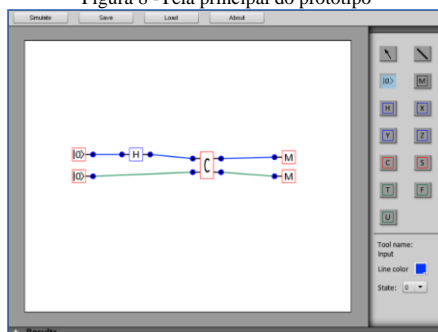 Figura 8 -Tela principal do protótipo
Simulate Save Load About
|0> M
H X
Y Z
C S
T F
U
|0> H C M
|0> M
Tool name:
Input
Line color
State: 0
Results